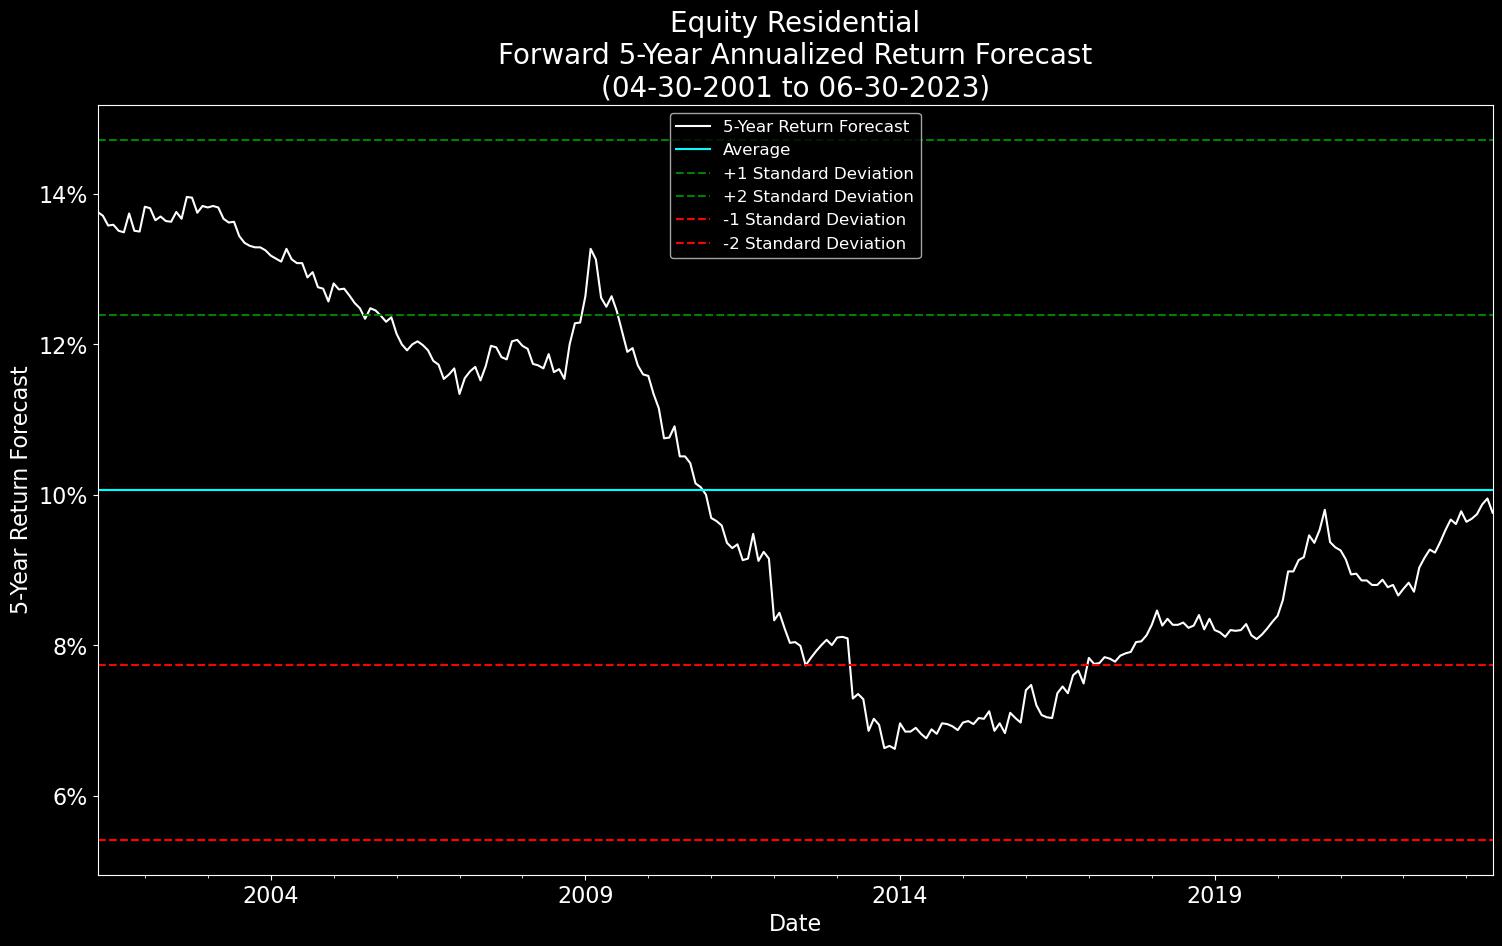 Equity Residential
Forward 5-Year Annualized Return Forecast
(04-30-2001 to 06-30-2023)
5-Year Return Forecast
Average
+1 Standard Deviation
+2 Standard Deviation
-1 Standard Deviation
-2 Standard Deviation
14%
12%
10%
8%
6%
5-Year Return Forecast
2004
2009
2014
2019
Date